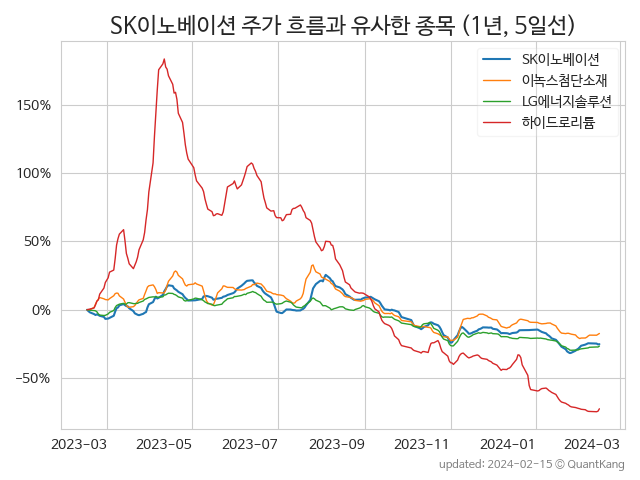 SK이노베이션 주가 흐름과 유사한 종목 (1년, 5일선)
SK이노베이션
이녹스첨단소재
LG에너지솔루션
하이드로리튬
150%
100%
50%
0%
−50%
2023-03 2023-05 2023-07 2023-09 2023-11 2024-01 2024-03
updated: 2024-02-15 © QuantKang